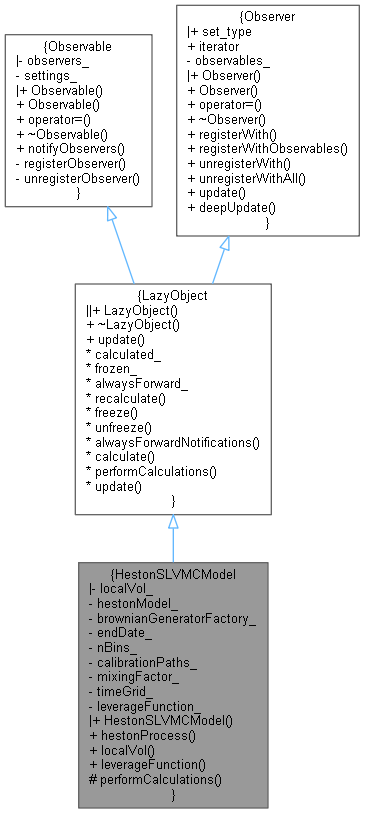 {Observable
|- observers_
- settings_
|+ Observable()
+ Observable()
+ operator=()
+ ~Observable()
+ notifyObservers()
- registerObserver()
- unregisterObserver()
}
{Observer
|+ set_type
+ iterator
- observables_
|+ Observer()
+ Observer()
+ operator=()
+ ~Observer()
+ registerWith()
+ registerWithObservables()
+ unregisterWith()
+ unregisterWithAll()
+ update()
+ deepUpdate()
}
{LazyObject
||+ LazyObject()
+ ~LazyObject()
+ update()
* calculated_
* frozen_
* alwaysForward_
* recalculate()
* freeze()
* unfreeze()
* alwaysForwardNotifications()
* calculate()
* performCalculations()
* update()
}
{HestonSLVMCModel
|- localVol_
- hestonModel_
- brownianGeneratorFactory_
- endDate_
- nBins_
- calibrationPaths_
- mixingFactor_
- timeGrid_
- leverageFunction_
|+ HestonSLVMCModel()
+ hestonProcess()
+ localVol()
+ leverageFunction()
# performCalculations()
}